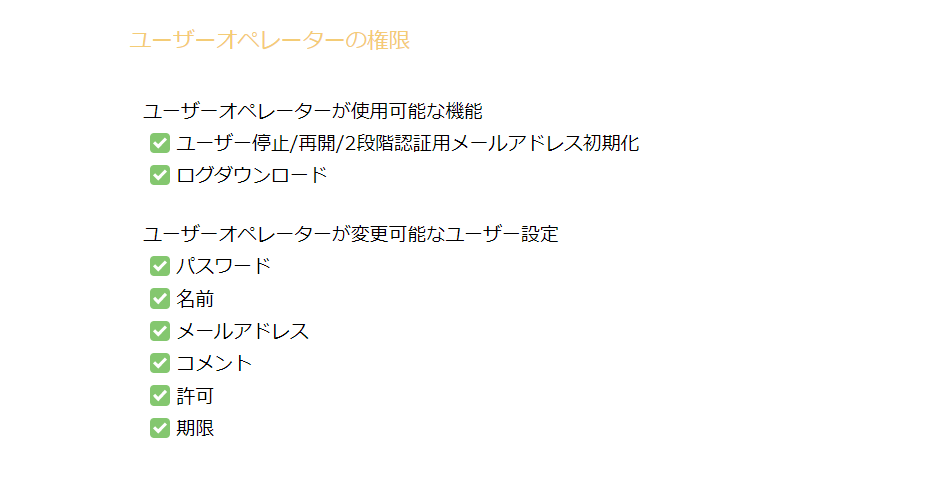 ユーザーオペレーターの権限
ユーザーオペレーターが使用可能な機能
ユーザー停止/再開/2段階認証用メールアドレス初期化
ログダウンロード
ユーザーオペレーターが変更可能なユーザー設定
パスワード
名前
メールアドレス
コメント
許可
期限